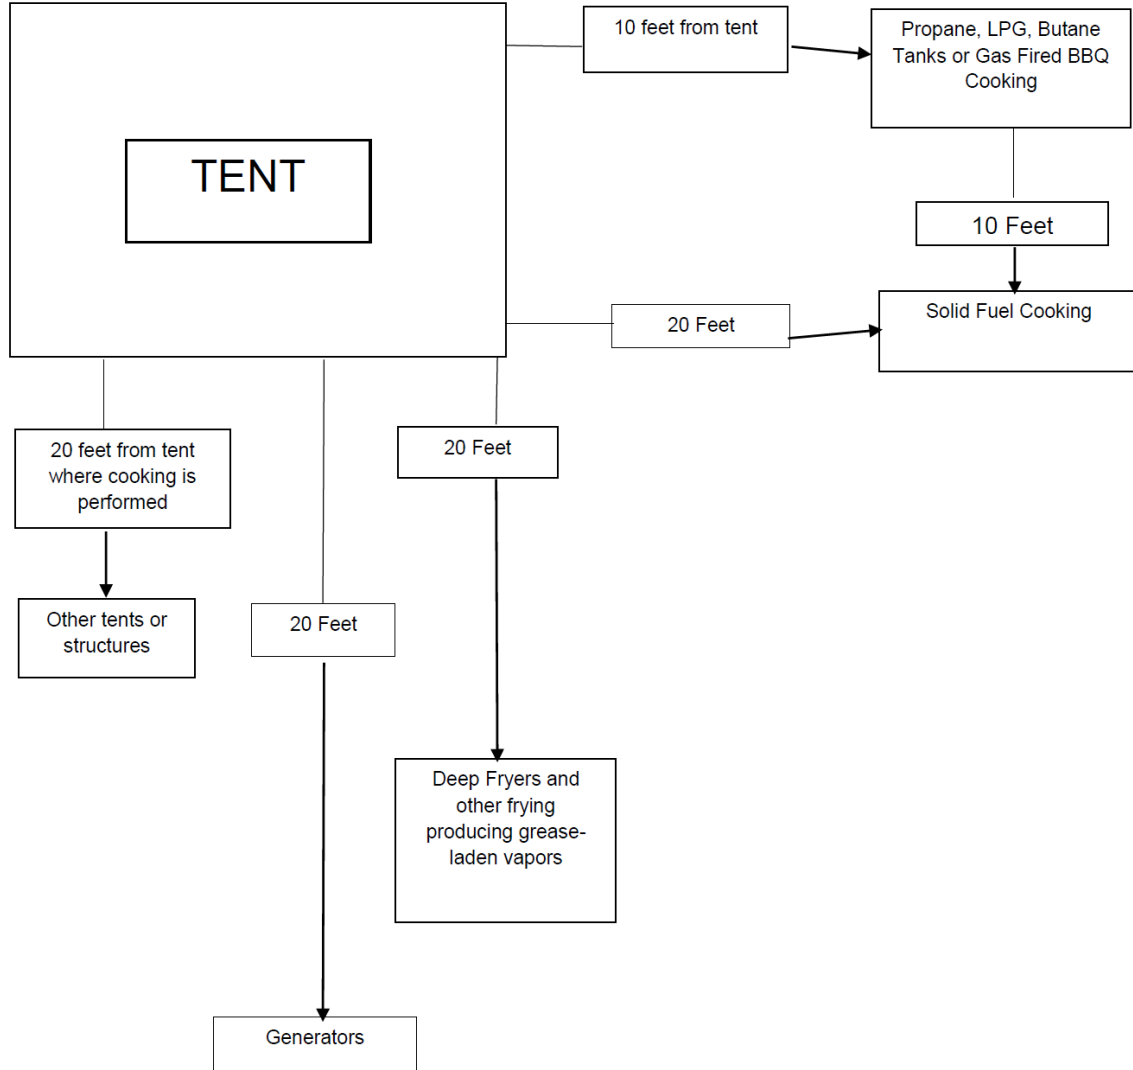 10 feet from tent
Propane, LPG, Butane
Tanks or Gas Fired BBQ
Cooking
TENT
10 Feet
20 Feet
Solid Fuel Cooking
20 feet from tent
where cooking is
performed
20 Feet
Other tents or
structures
20 Feet
Deep Fryers and
other frying
producing grease-
laden vapors
Generators